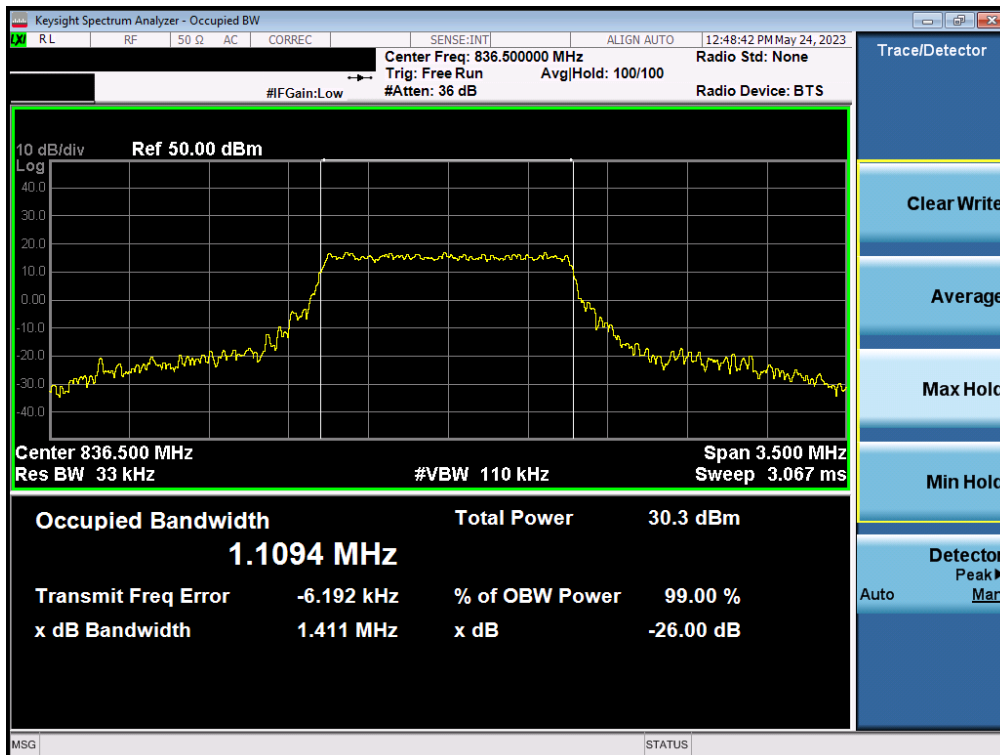 Keysight Spectrum Analyzer - Occupied BW
LXI RL RF 50 Ω AC CORREC SENSE:INT ALIGN AUTO 12:48:42 PM May 24, 2023
Center Freq: 836.500000 MHz Radio Std: None
Trig: Free Run Avg|Hold: 100/100
#IFGain:Low #Atten: 36 dB Radio Device: BTS
10 dB/div Ref 50.00 dBm
Log
40.0
30.0
20.0
10.0
0.00
-10.0
-20.0
-30.0
-40.0
Center 836.500 MHz Span 3.500 MHz
Res BW 33 kHz #VBW 110 kHz Sweep 3.067 ms
Occupied Bandwidth Total Power 30.3 dBm
1.1094 MHz
Transmit Freq Error -6.192 kHz % of OBW Power 99.00 %
x dB Bandwidth 1.411 MHz x dB -26.00 dB
MSG STATUS
Trace/Detector
Clear Write
Average
Max Hold
Min Hold
Detector
Peak
Auto Man